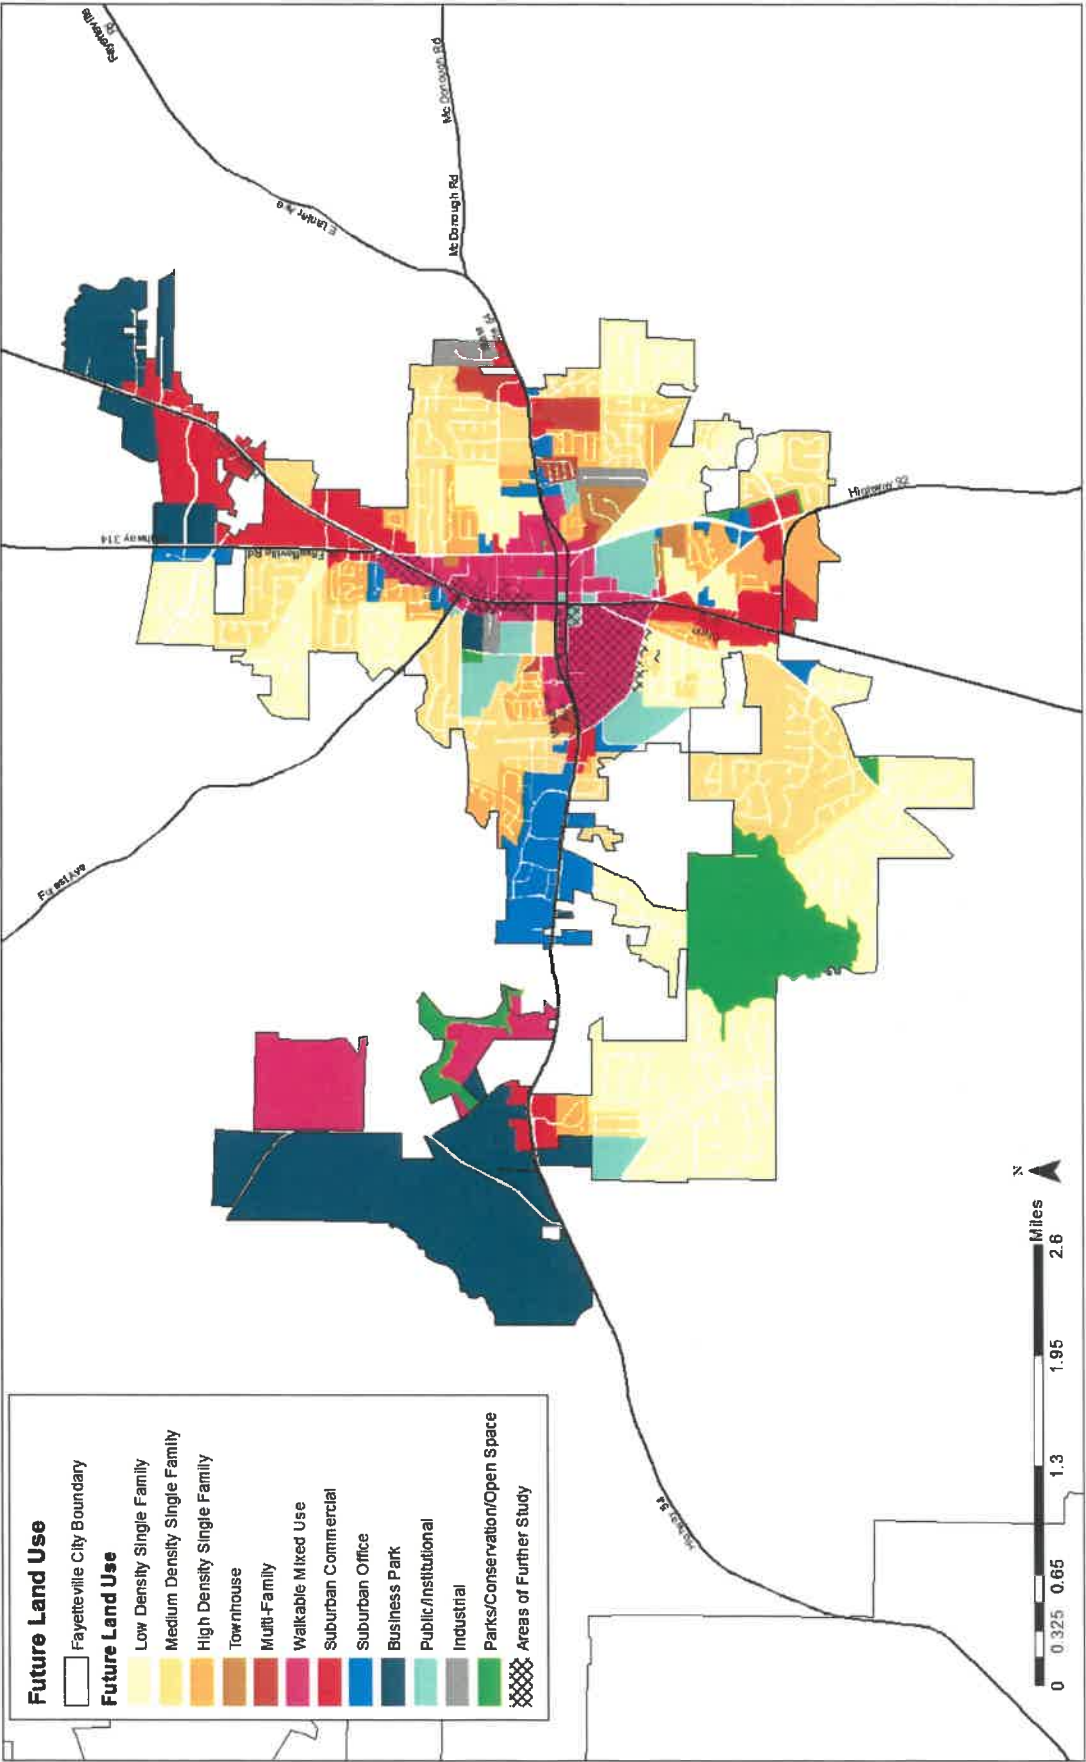 Future Land Use
Fayetteville City Boundary
Future Land Use
Low Density Single Family
Medium Density Single Family
High Density Single Family
Townhouse
Multi-Family
Walkable Mixed Use
Suburban Commercial
Suburban Office
Business Park
Public/Institutional
Industrial
Parks/Conservation/Open Space
Areas of Further Study
Forest Ave
Highway 314
Fayetteville Rd
E Lanier Ave
Mc Donough Rd
Mc Donough Rd
Highway 92
Highway 54
N
Miles
0 0.325 0.65 1.3 1.95 2.6